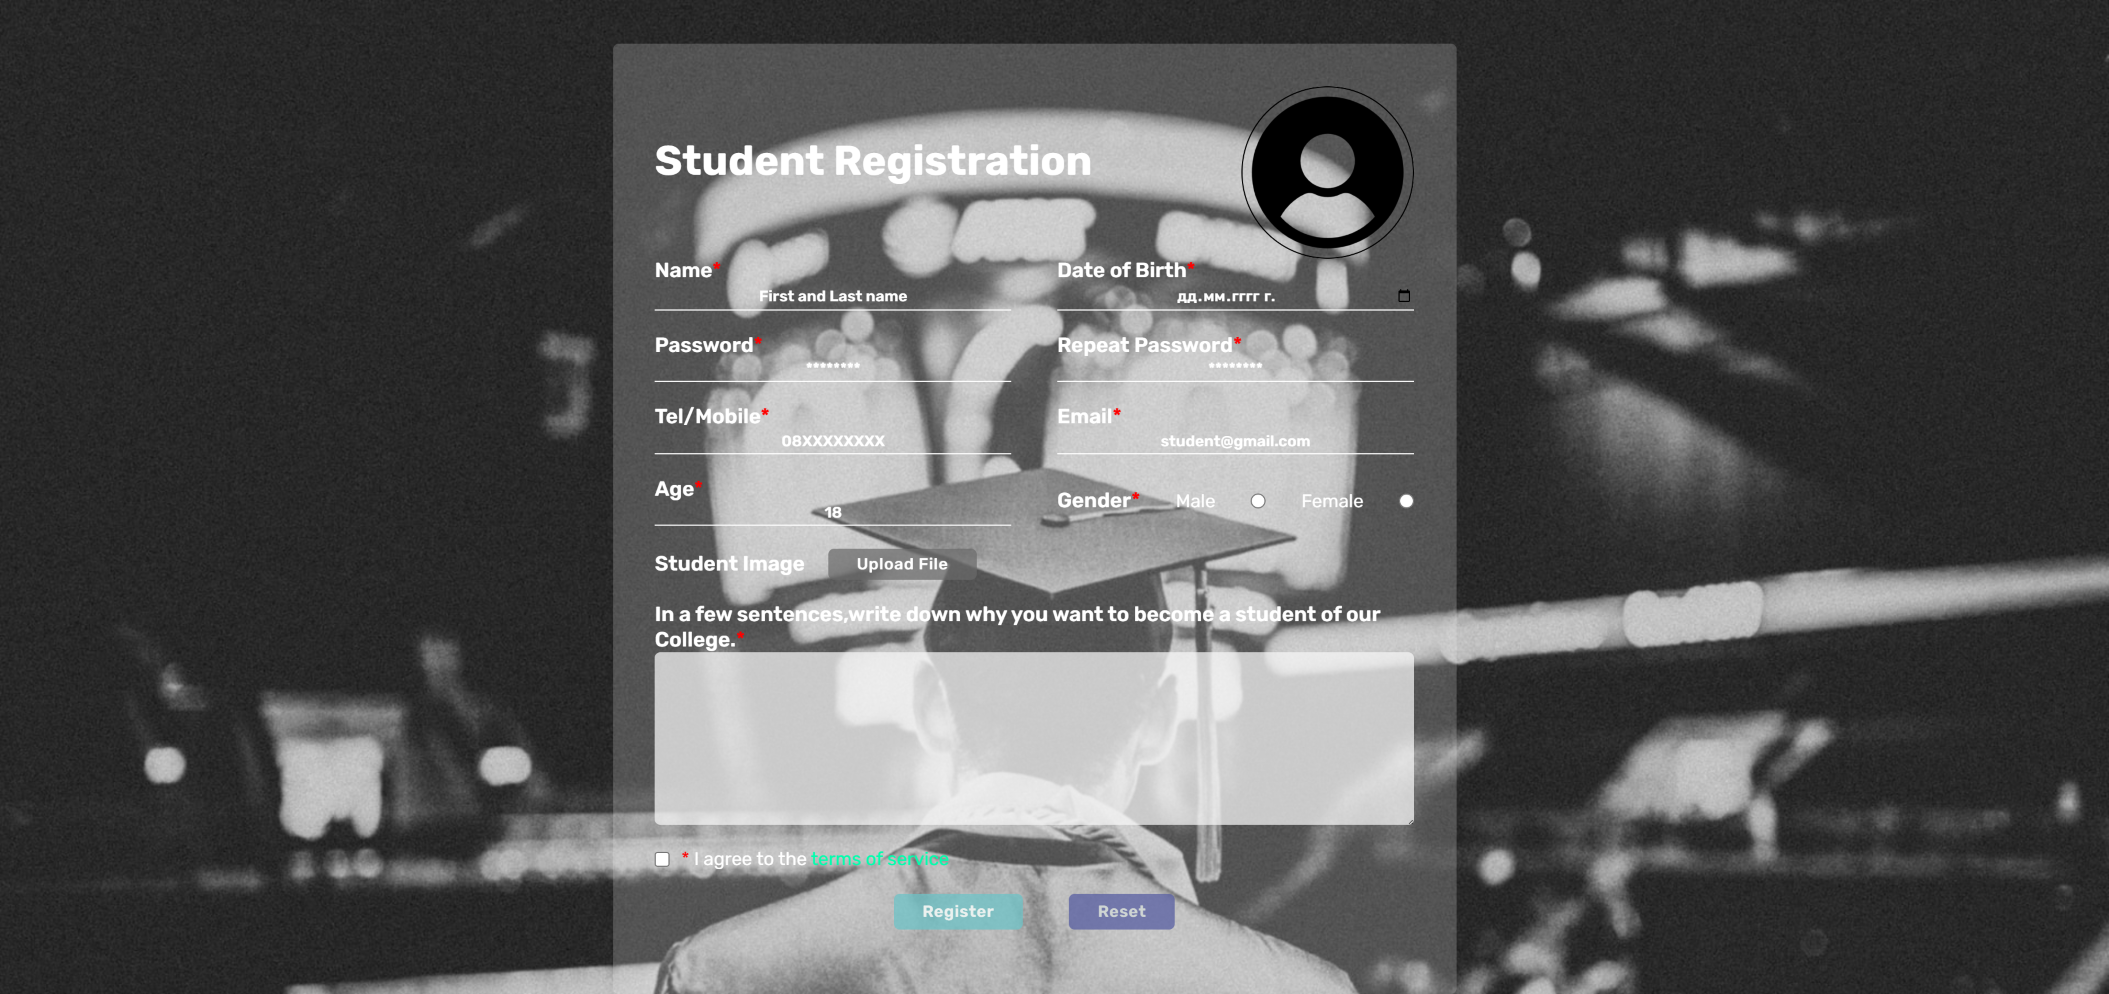 Student Registration
Name*
Date of Birth*
First and Last name
дд.мм.гггг г.
Password*
Repeat Password*
********
********
Tel/Mobile*
Email*
08XXXXXXXX
student@gmail.com
Age*
18
Gender* Male Female
Student Image Upload File
In a few sentences,write down why you want to become a student of our
College.*
* I agree to the terms of service
Register Reset